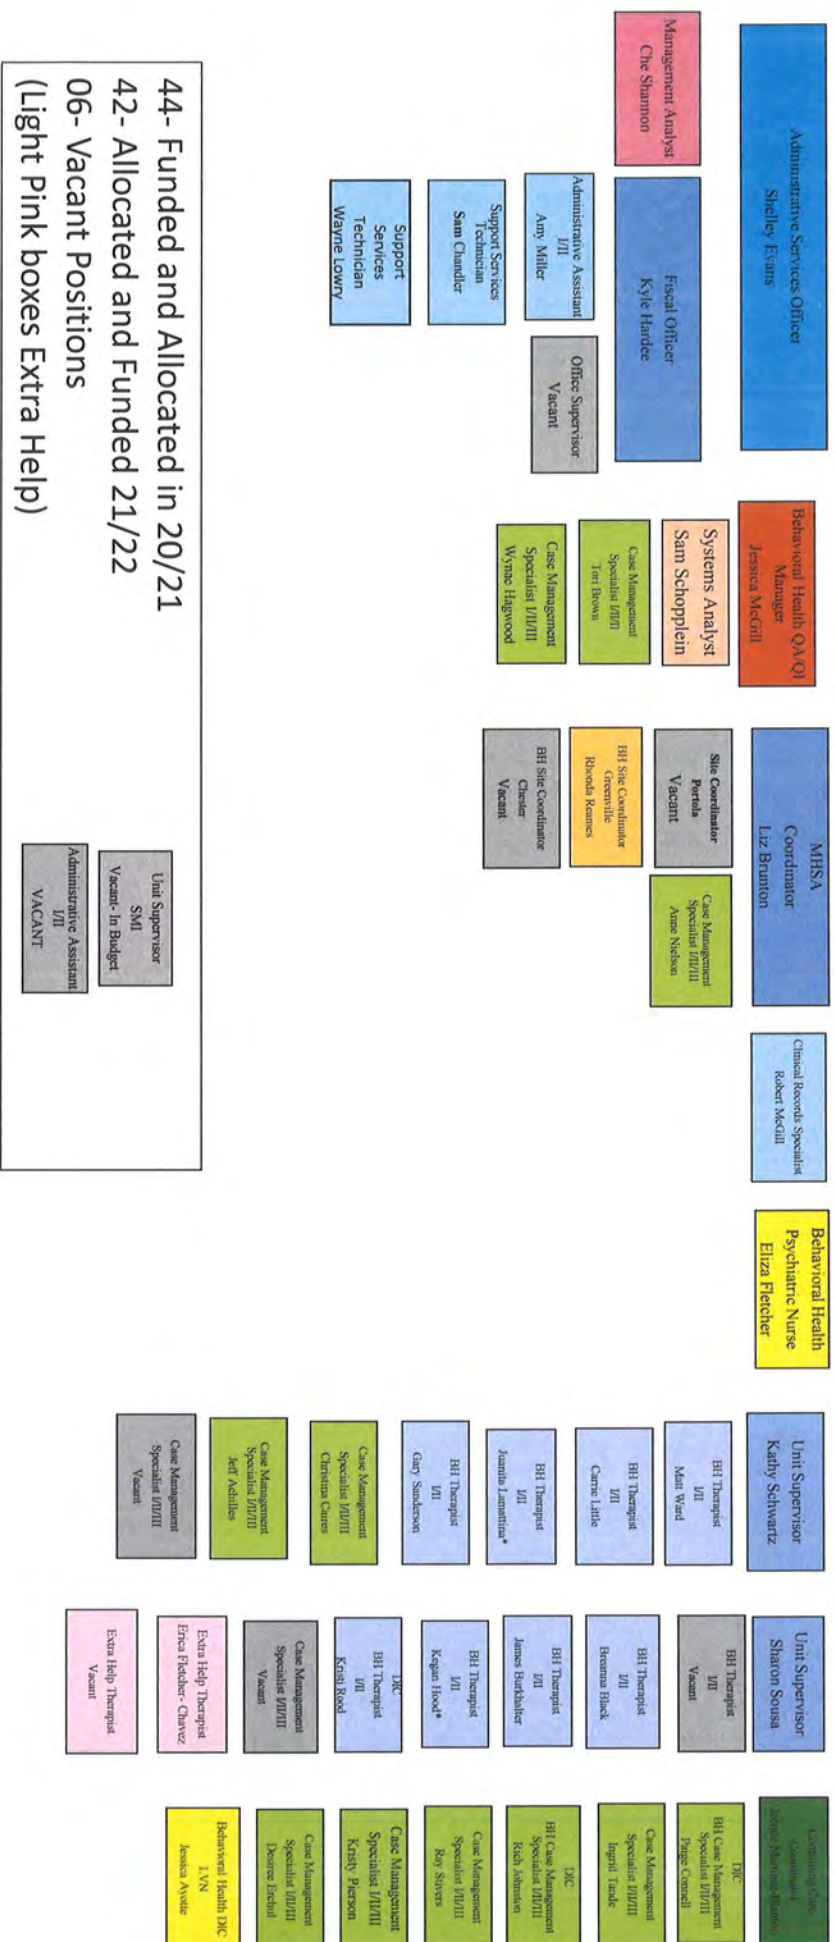 Administrative Services Officer
Shelley Evans
Management Analyst
Che Shannon
Fiscal Officer
Kyle Hardee
Administrative Assistant
I/II
Amy Miller
Office Supervisor
Vacant
Support Services
Technician
Sam Chandler
Support
Services
Technician
Wayne Lowry
Behavioral Health QA/QI
Manager
Jessica McGill
Systems Analyst
Sam Schopplein
Case Management
Specialist I/II/II
Tori Brown
Case Management
Specialist I/II/III
Wynae Hagwood
MHSA
Coordinator
Liz Brunton
Site Coordinator
Portola
Vacant
Case Management
Specialist I/II/III
Anne Nielson
BH Site Coordinator
Greenville
Rhonda Reames
BH Site Coordinator
Chester
Vacant
Clinical Records Specialist
Robert McGill
Behavioral Health
Psychiatric Nurse
Eliza Fletcher
Unit Supervisor
Kathy Schwartz
BH Therapist
I/II
Matt Ward
BH Therapist
I/II
Carrie Little
BH Therapist
I/II
Juanita Lamattina*
BH Therapist
I/II
Gary Sanderson
Case Management
Specialist I/II/III
Christina Caires
Case Management
Specialist I/II/III
Jeff Achilles
Case Management
Specialist I/II/III
Vacant
Unit Supervisor
Sharon Sousa
BH Therapist
I/II
Vacant
BH Therapist
I/II
Breanna Black
BH Therapist
I/II
James Burkhalter
BH Therapist
I/II
Kegan Hood*
DIC
BH Therapist
I/II
Kristi Rood
Case Management
Specialist I/II/III
Vacant
Extra Help Therapist
Erica Fletcher- Chavez
Extra Help Therapist
Vacant
Continuing Care
Coordinator
DIC
BH Case Management
Specialist I/II/III
Paige Connell
Case Management
Specialist I/II/III
Ingrid Tande
DIC
BH Case Management
Specialist I/II/III
Rich Johnston
Case Management
Specialist I/II/III
Ray Stivers
Case Management
Specialist I/II/III
Kristy Pierson
Case Management
Specialist I/II/III
Desiree Erchul
Behavioral Health DIC
LVN
Jessica Ayotte
44- Funded and Allocated in 20/21
42- Allocated and Funded 21/22
06- Vacant Positions
(Light Pink boxes Extra Help)
Unit Supervisor
SMI
Vacant- In Budget
Administrative Assistant
I/II
VACANT